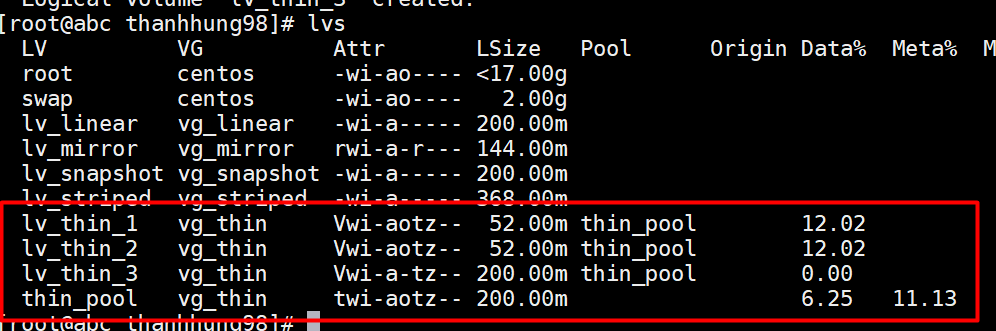 Logical volume "lv_thin_3" created.
[root@abc thanhhung98]# lvs
LV VG Attr LSize Pool Origin Data% Meta% M
root centos -wi-ao---- <17.00g
swap centos -wi-ao---- 2.00g
lv_linear vg_linear -wi-a----- 200.00m
lv_mirror vg_mirror rwi-a-r--- 144.00m
lv_snapshot vg_snapshot -wi-a----- 200.00m
lv_striped vg_striped -wi-a----- 368.00m
lv_thin_1 vg_thin Vwi-aotz-- 52.00m thin_pool 12.02
lv_thin_2 vg_thin Vwi-aotz-- 52.00m thin_pool 12.02
lv_thin_3 vg_thin Vwi-a-tz-- 200.00m thin_pool 0.00
thin_pool vg_thin twi-aotz-- 200.00m 6.25 11.13
[root@abc thanhhung98]#